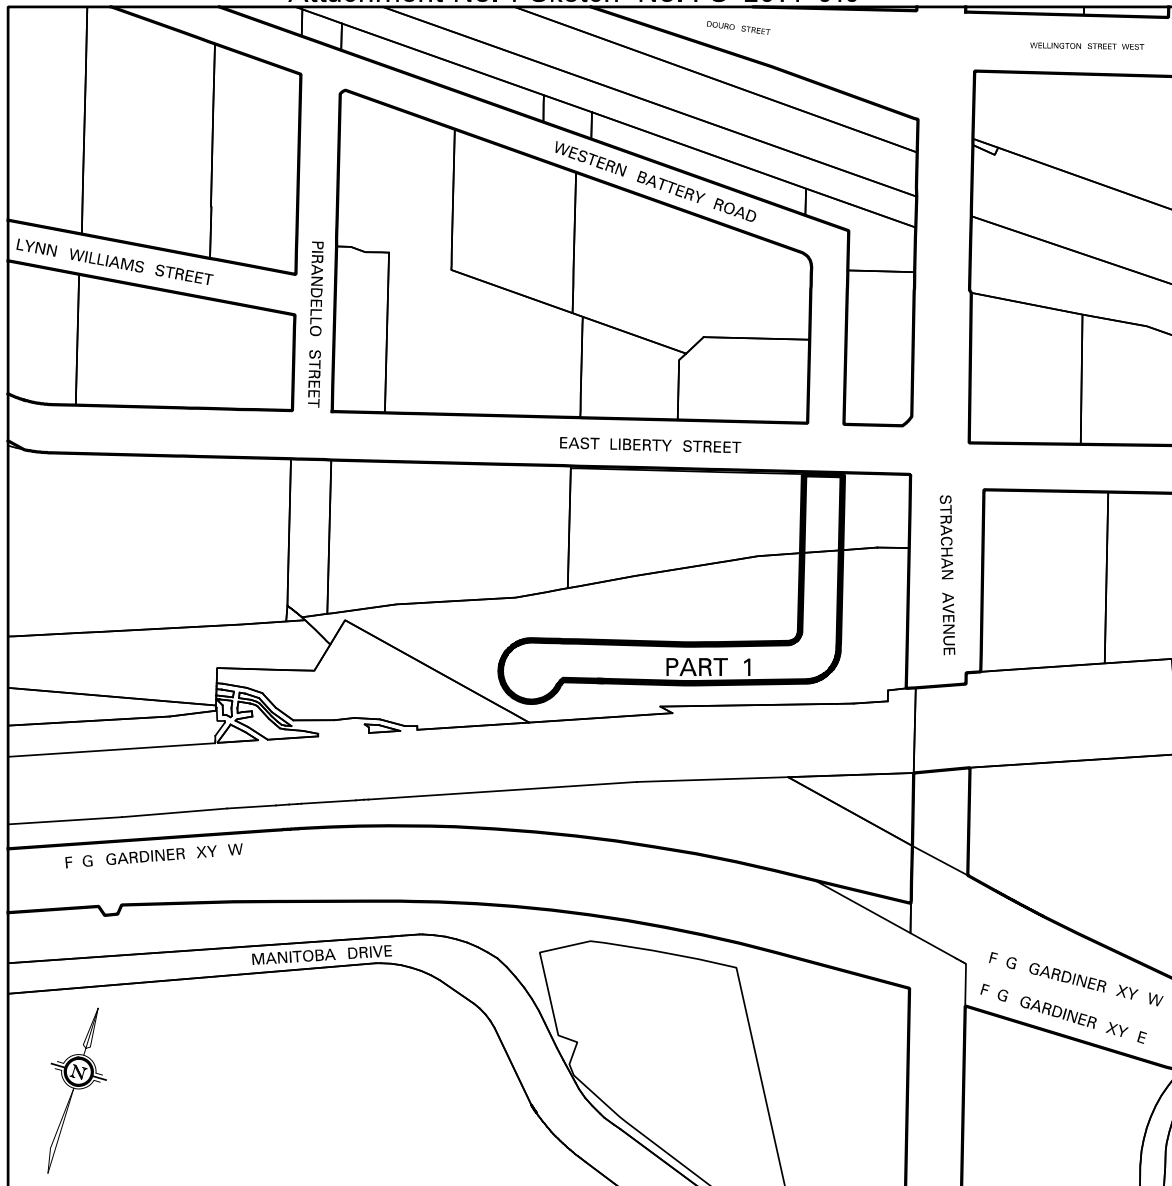 DOURO STREET
WELLINGTON STREET WEST
WESTERN BATTERY ROAD
LYNN WILLIAMS STREET
PIRANDELLO STREET
EAST LIBERTY STREET
STRACHAN AVENUE
PART 1
F G GARDINER XY W
MANITOBA DRIVE
F G GARDINER XY W
F G GARDINER XY E
N